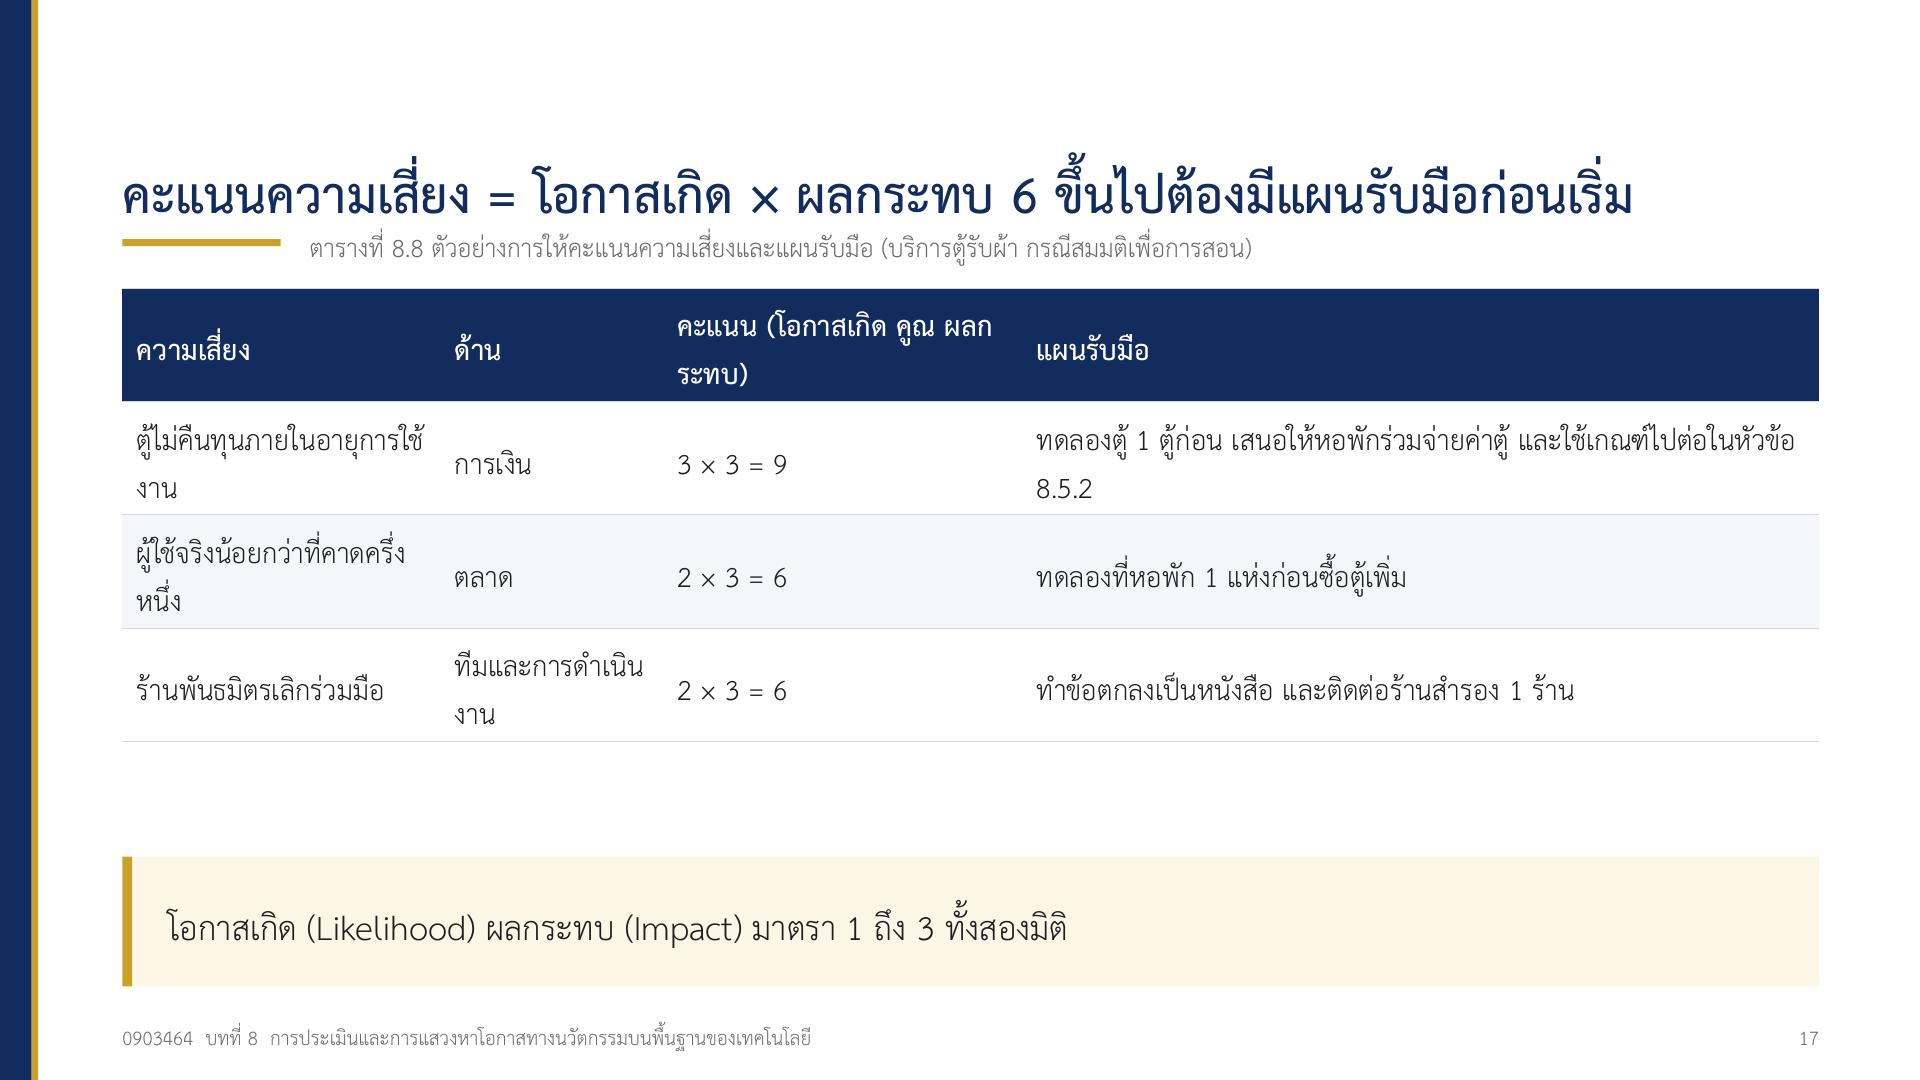 คะแนนความเสี่ยง = โอกาสเกิด × ผลกระทบ 6 ขึ้นไปต้องมีแผนรับมือก่อนเริ่ม
ตารางที่ 8.8 ตัวอย่างการให้คะแนนความเสี่ยงและแผนรับมือ (บริการตู้รับผ้า กรณีสมมติเพื่อการสอน)
ความเสี่ยง
ด้าน
คะแนน (โอกาสเกิด คูณ ผลก
ระทบ)
แผนรับมือ
ตู้ไม่คืนทุนภายในอายุการใช้
งาน
การเงิน
3 × 3 = 9
ทดลองตู้ 1 ตู้ก่อน เสนอให้หอพักร่วมจ่ายค่าตู้ และใช้เกณฑ์ไปต่อในหัวข้อ
8.5.2
ผู้ใช้จริงน้อยกว่าที่คาดครึ่ง
หนึ่ง
ตลาด
2 × 3 = 6
ทดลองที่หอพัก 1 แห่งก่อนซื้อตู้เพิ่ม
ร้านพันธมิตรเลิกร่วมมือ
ทีมและการดำเนิน
งาน
2 × 3 = 6
ทำข้อตกลงเป็นหนังสือ และติดต่อร้านสำรอง 1 ร้าน
โอกาสเกิด (Likelihood) ผลกระทบ (Impact) มาตรา 1 ถึง 3 ทั้งสองมิติ
0903464 บทที่ 8 การประเมินและการแสวงหาโอกาสทางนวัตกรรมบนพื้นฐานของเทคโนโลยี
17